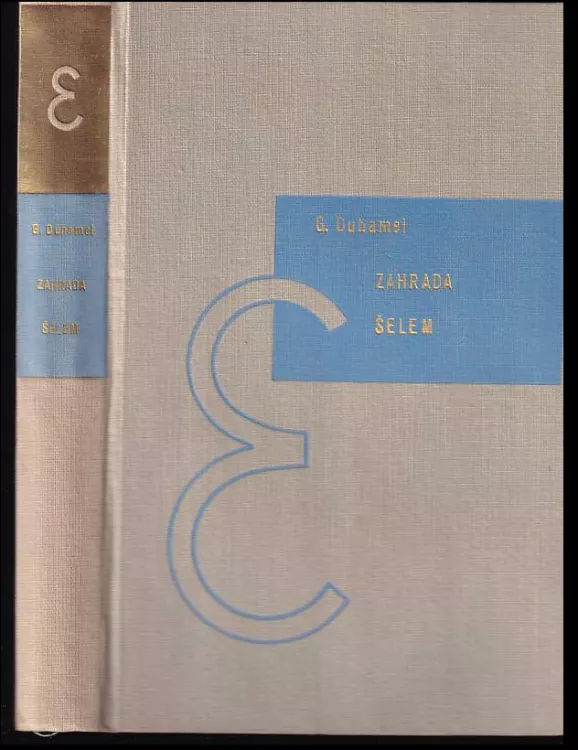 Ɛ
G. Duhamel
ZAHRADA
ŠELEM
G. Duhamel
ZAHRADA
ŠELEM
Ɛ